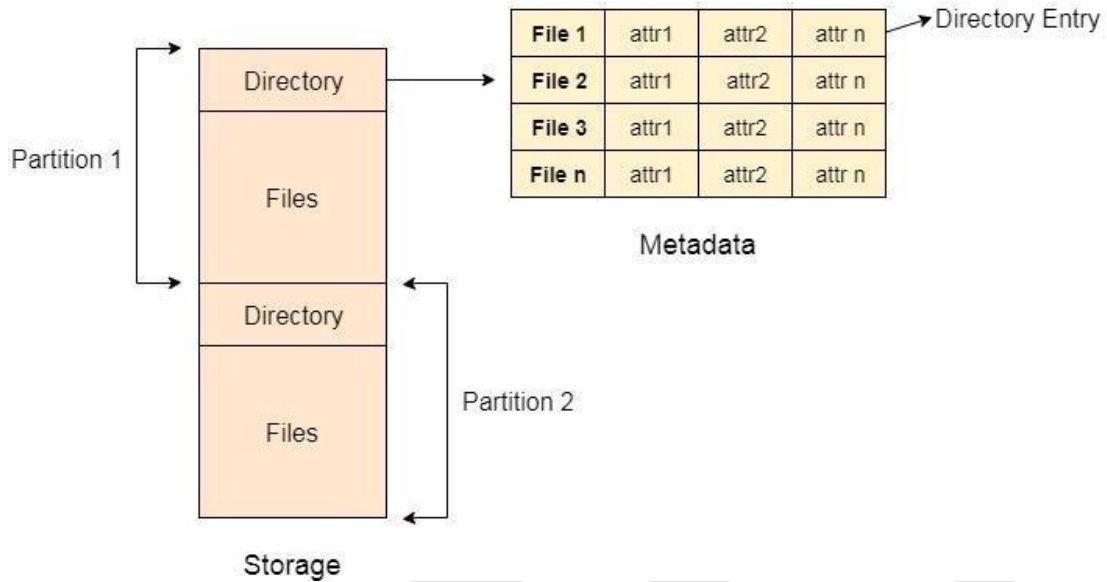 File 1 attr1 attr2 attr n
Directory Entry
Directory
File 2 attr1 attr2 attr n
File 3 attr1 attr2 attr n
Partition 1
File n attr1 attr2 attr n
Files
Metadata
Directory
Partition 2
Files
Storage